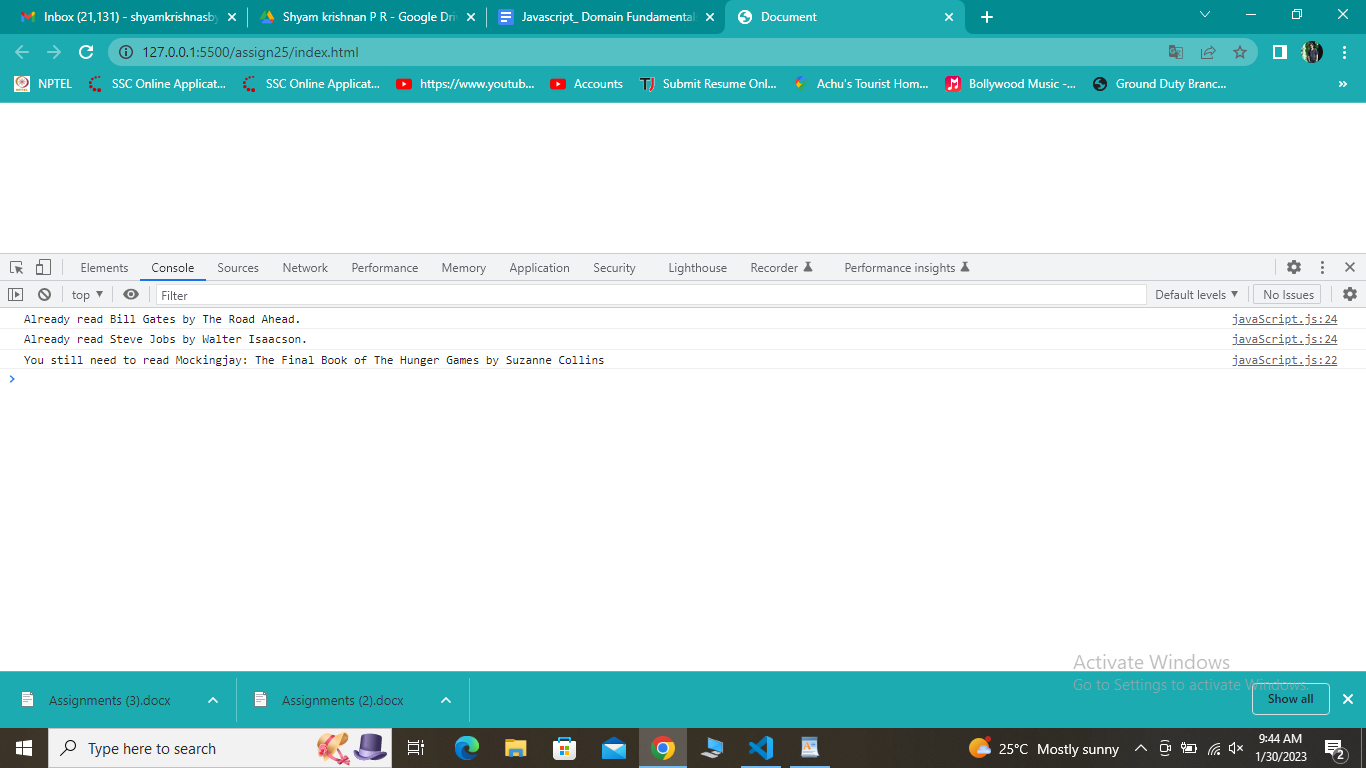 Inbox (21,131) - shyamkrishnasby
Shyam krishnan P R - Google Driv
Javascript_ Domain Fundamental
Document
127.0.0.1:5500/assign25/index.html
NPTEL
SSC Online Applicat...
SSC Online Applicat...
https://www.youtub...
Accounts
TJ
Submit Resume Onl...
Achu's Tourist Hom...
Bollywood Music -...
Ground Duty Branc...
»
Elements
Console
Sources
Network
Performance
Memory
Application
Security
Lighthouse
Recorder
Performance insights
top
Filter
Default levels
No Issues
Already read Bill Gates by The Road Ahead.
javaScript.js:24
Already read Steve Jobs by Walter Isaacson.
javaScript.js:24
You still need to read Mockingjay: The Final Book of The Hunger Games by Suzanne Collins
javaScript.js:22
Activate Windows
Go to Settings to activate Windows.
Assignments (3).docx
Assignments (2).docx
Show all
Type here to search
25°C Mostly sunny
9:44 AM
1/30/2023
2